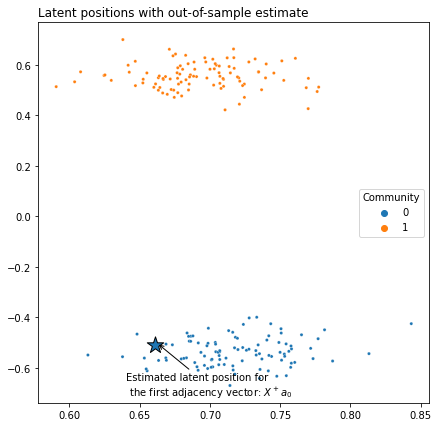 Latent positions with out-of-sample estimate
0.6
0.4
0.2
0.0
−0.2
−0.4
−0.6
Community
0
1
Estimated latent position for
the first adjacency vector: $X^+a_0$
0.60 0.65 0.70 0.75 0.80 0.85